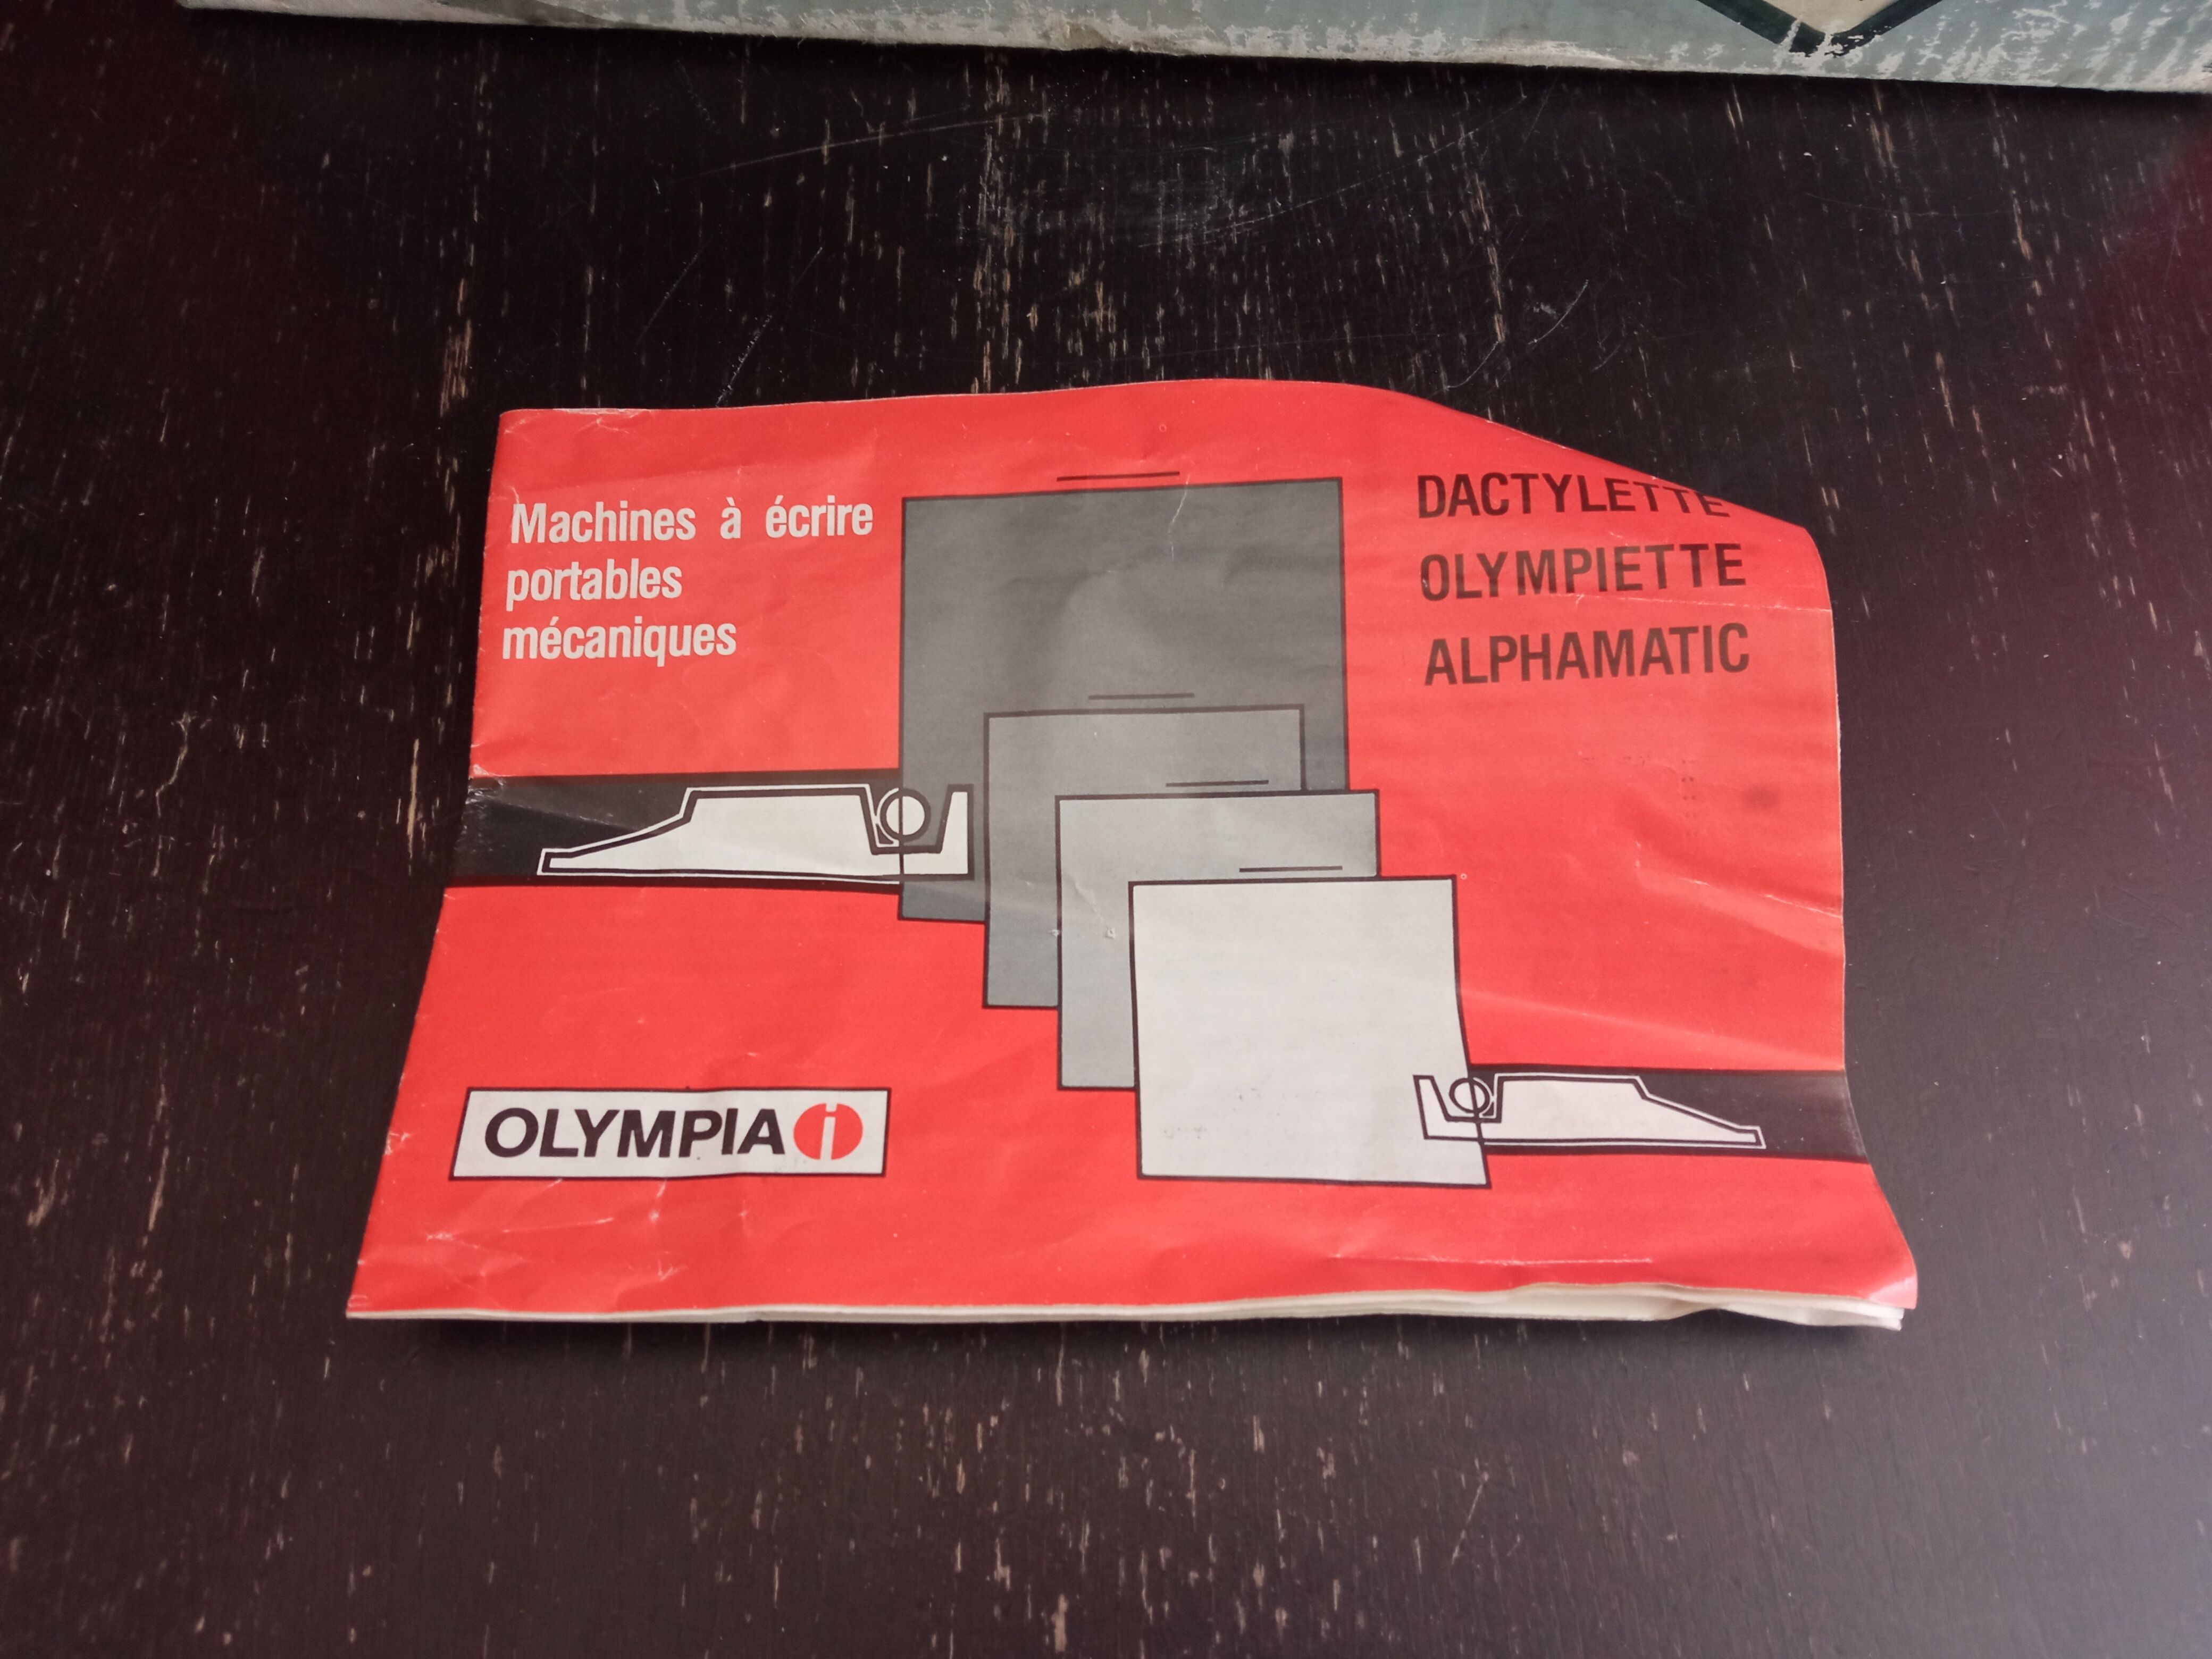 Machines à écrire
portables
mécaniques
DACTYLETTE
OLYMPIETTE
ALPHAMATIC
OLYMPIA